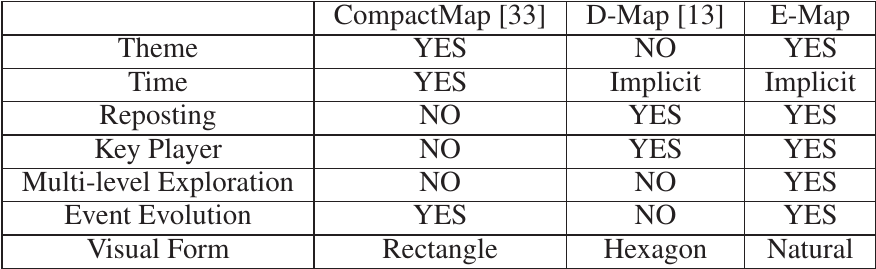 CompactMap [33] D-Map [13] E-Map
Theme YES NO YES
Time YES Implicit Implicit
Reposting NO YES YES
Key Player NO YES YES
Multi-level Exploration NO NO YES
Event Evolution YES NO YES
Visual Form Rectangle Hexagon Natural